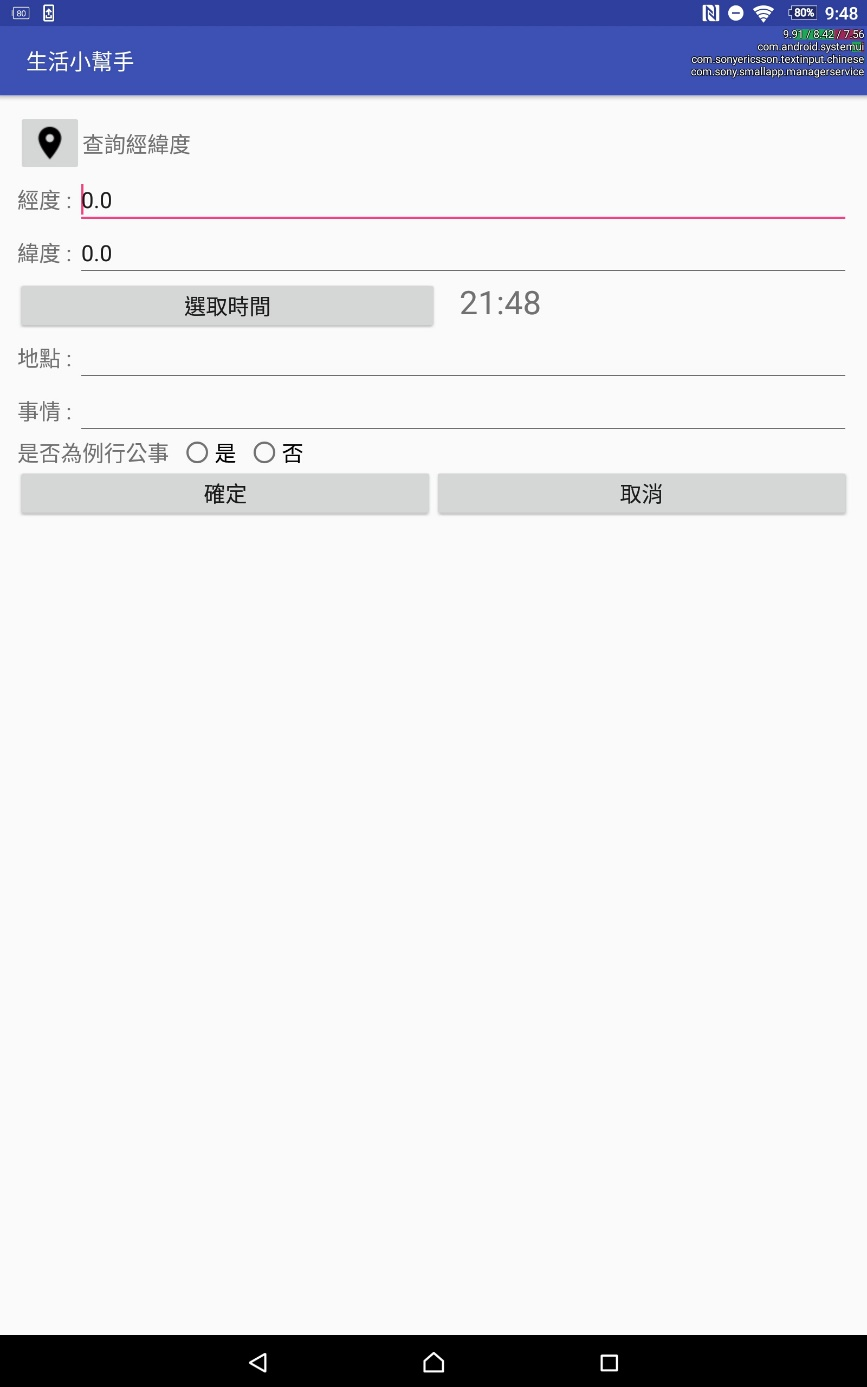 80
80% 9:48
9.91 / 8.42 / 7.56
com.android.systemui
com.sonyericsson.textinput.chinese
com.sony.smallapp.managerservice
生活小幫手
查詢經緯度
經度 : 0.0
緯度 : 0.0
選取時間 21:48
地點 :
事情 :
是否為例行公事 是 否
確定 取消